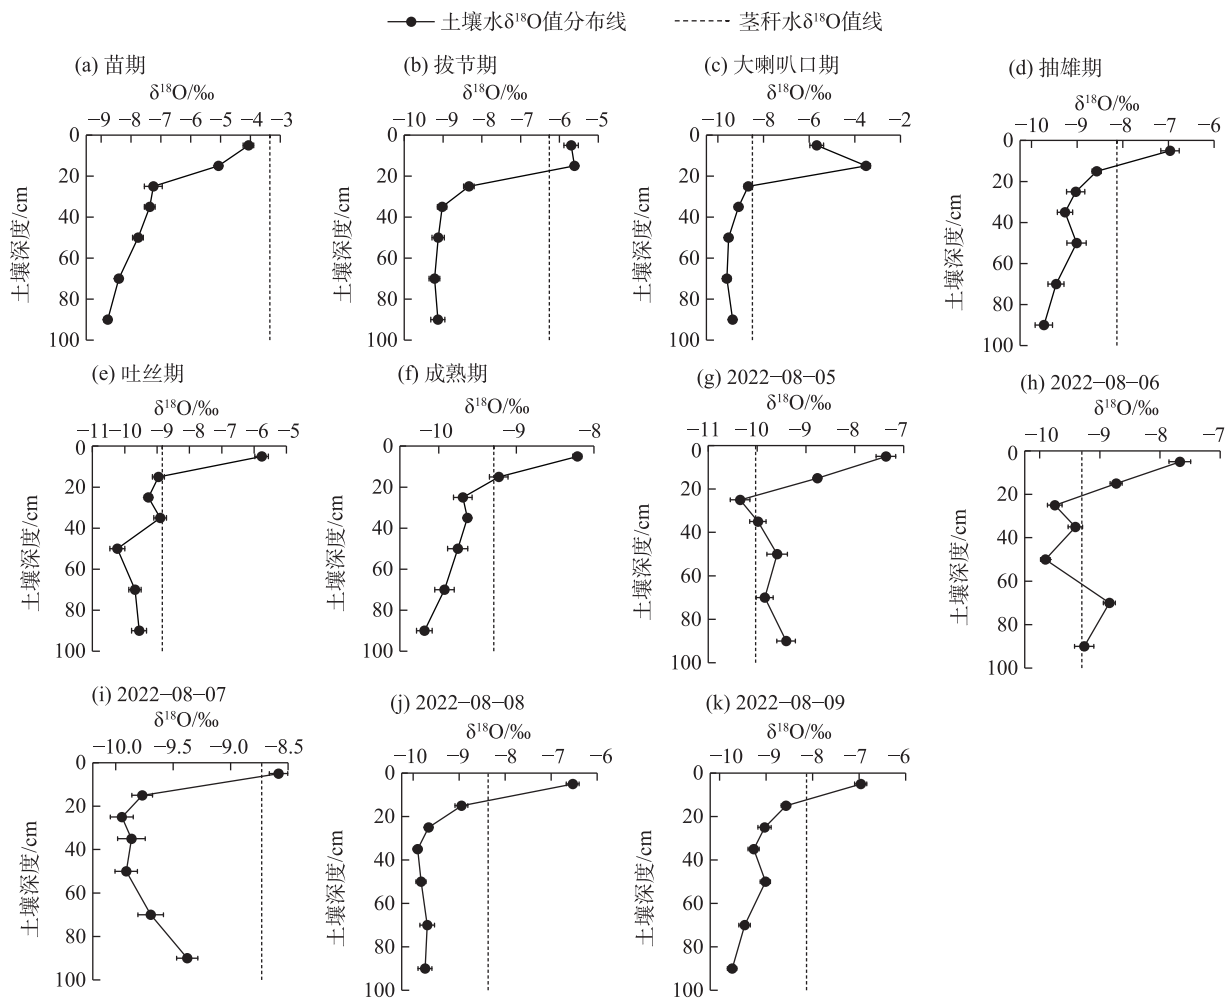 土壤水δ¹⁸O值分布线 茎秆水δ¹⁸O值线
(a) 苗期
δ¹⁸O/‰
−9 −8 −7 −6 −5 −4 −3
0
20
40
60
80
100
土壤深度/cm
(b) 拔节期
δ¹⁸O/‰
−10 −9 −8 −7 −6 −5
0
20
40
60
80
100
土壤深度/cm
(c) 大喇叭口期
δ¹⁸O/‰
−10 −8 −6 −4 −2
0
20
40
60
80
100
土壤深度/cm
(d) 抽雄期
δ¹⁸O/‰
−10 −9 −8 −7 −6
0
20
40
60
80
100
土壤深度/cm
(e) 吐丝期
δ¹⁸O/‰
−11 −10 −9 −8 −7 −6 −5
0
20
40
60
80
100
土壤深度/cm
(f) 成熟期
δ¹⁸O/‰
−10 −9 −8
0
20
40
60
80
100
土壤深度/cm
(g) 2022−08−05
δ¹⁸O/‰
−11 −10 −9 −8 −7
0
20
40
60
80
100
土壤深度/cm
(h) 2022−08−06
δ¹⁸O/‰
−10 −9 −8 −7
0
20
40
60
80
100
土壤深度/cm
(i) 2022−08−07
δ¹⁸O/‰
−10.0 −9.5 −9.0 −8.5
0
20
40
60
80
100
土壤深度/cm
(j) 2022−08−08
δ¹⁸O/‰
−10 −9 −8 −7 −6
0
20
40
60
80
100
土壤深度/cm
(k) 2022−08−09
δ¹⁸O/‰
−10 −9 −8 −7 −6
0
20
40
60
80
100
土壤深度/cm